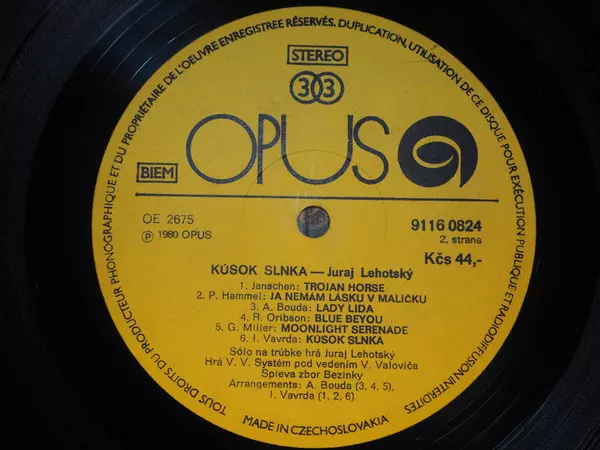 TOUS DROITS DU PRODUCTEUR PHONOGRAPHIQUE ET DU PROPRIÉTAIRE DE L'OEUVRE ENREGISTREE RÉSERVÉS. DUPLICATION, UTILISATION DE CE DISQUE POUR EXÉCUTION PUBLIQUE ET RADIODIFFUSION INTERDITES
STEREO
33
OPUS
BIEM
OE 2675
℗ 1980 OPUS
9116 0824
2. strana
Kčs 44,-
KÚSOK SLNKA — Juraj Lehotský
1. Janschen: TROJAN HORSE
2. P. Hammel: JA NEMÁM LÁSKU V MALÍČKU
3. A. Bouda: LADY LIDA
4. R. Oribson: BLUE BEYOU
5. G. Miller: MOONLIGHT SERENADE
6. I. Vavrda: KÚSOK SLNKA
Sólo na trúbke hrá Juraj Lehotský
Hrá V. V. Systém pod vedením V. Valoviča
Spieva zbor Bezinky
Arrangements: A. Bouda (3, 4, 5),
I. Vavrda (1, 2, 6)
MADE IN CZECHOSLOVAKIA